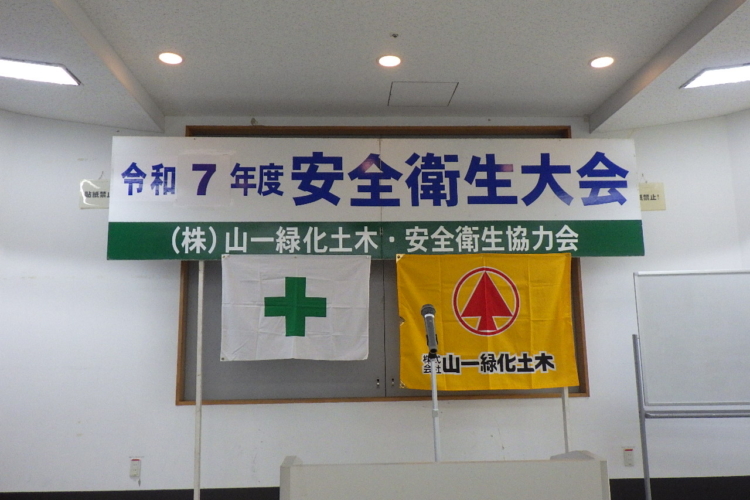 令和7年度 安全衛生大会
(株)山一緑化土木・安全衛生協力会
株式会社 山一緑化土木